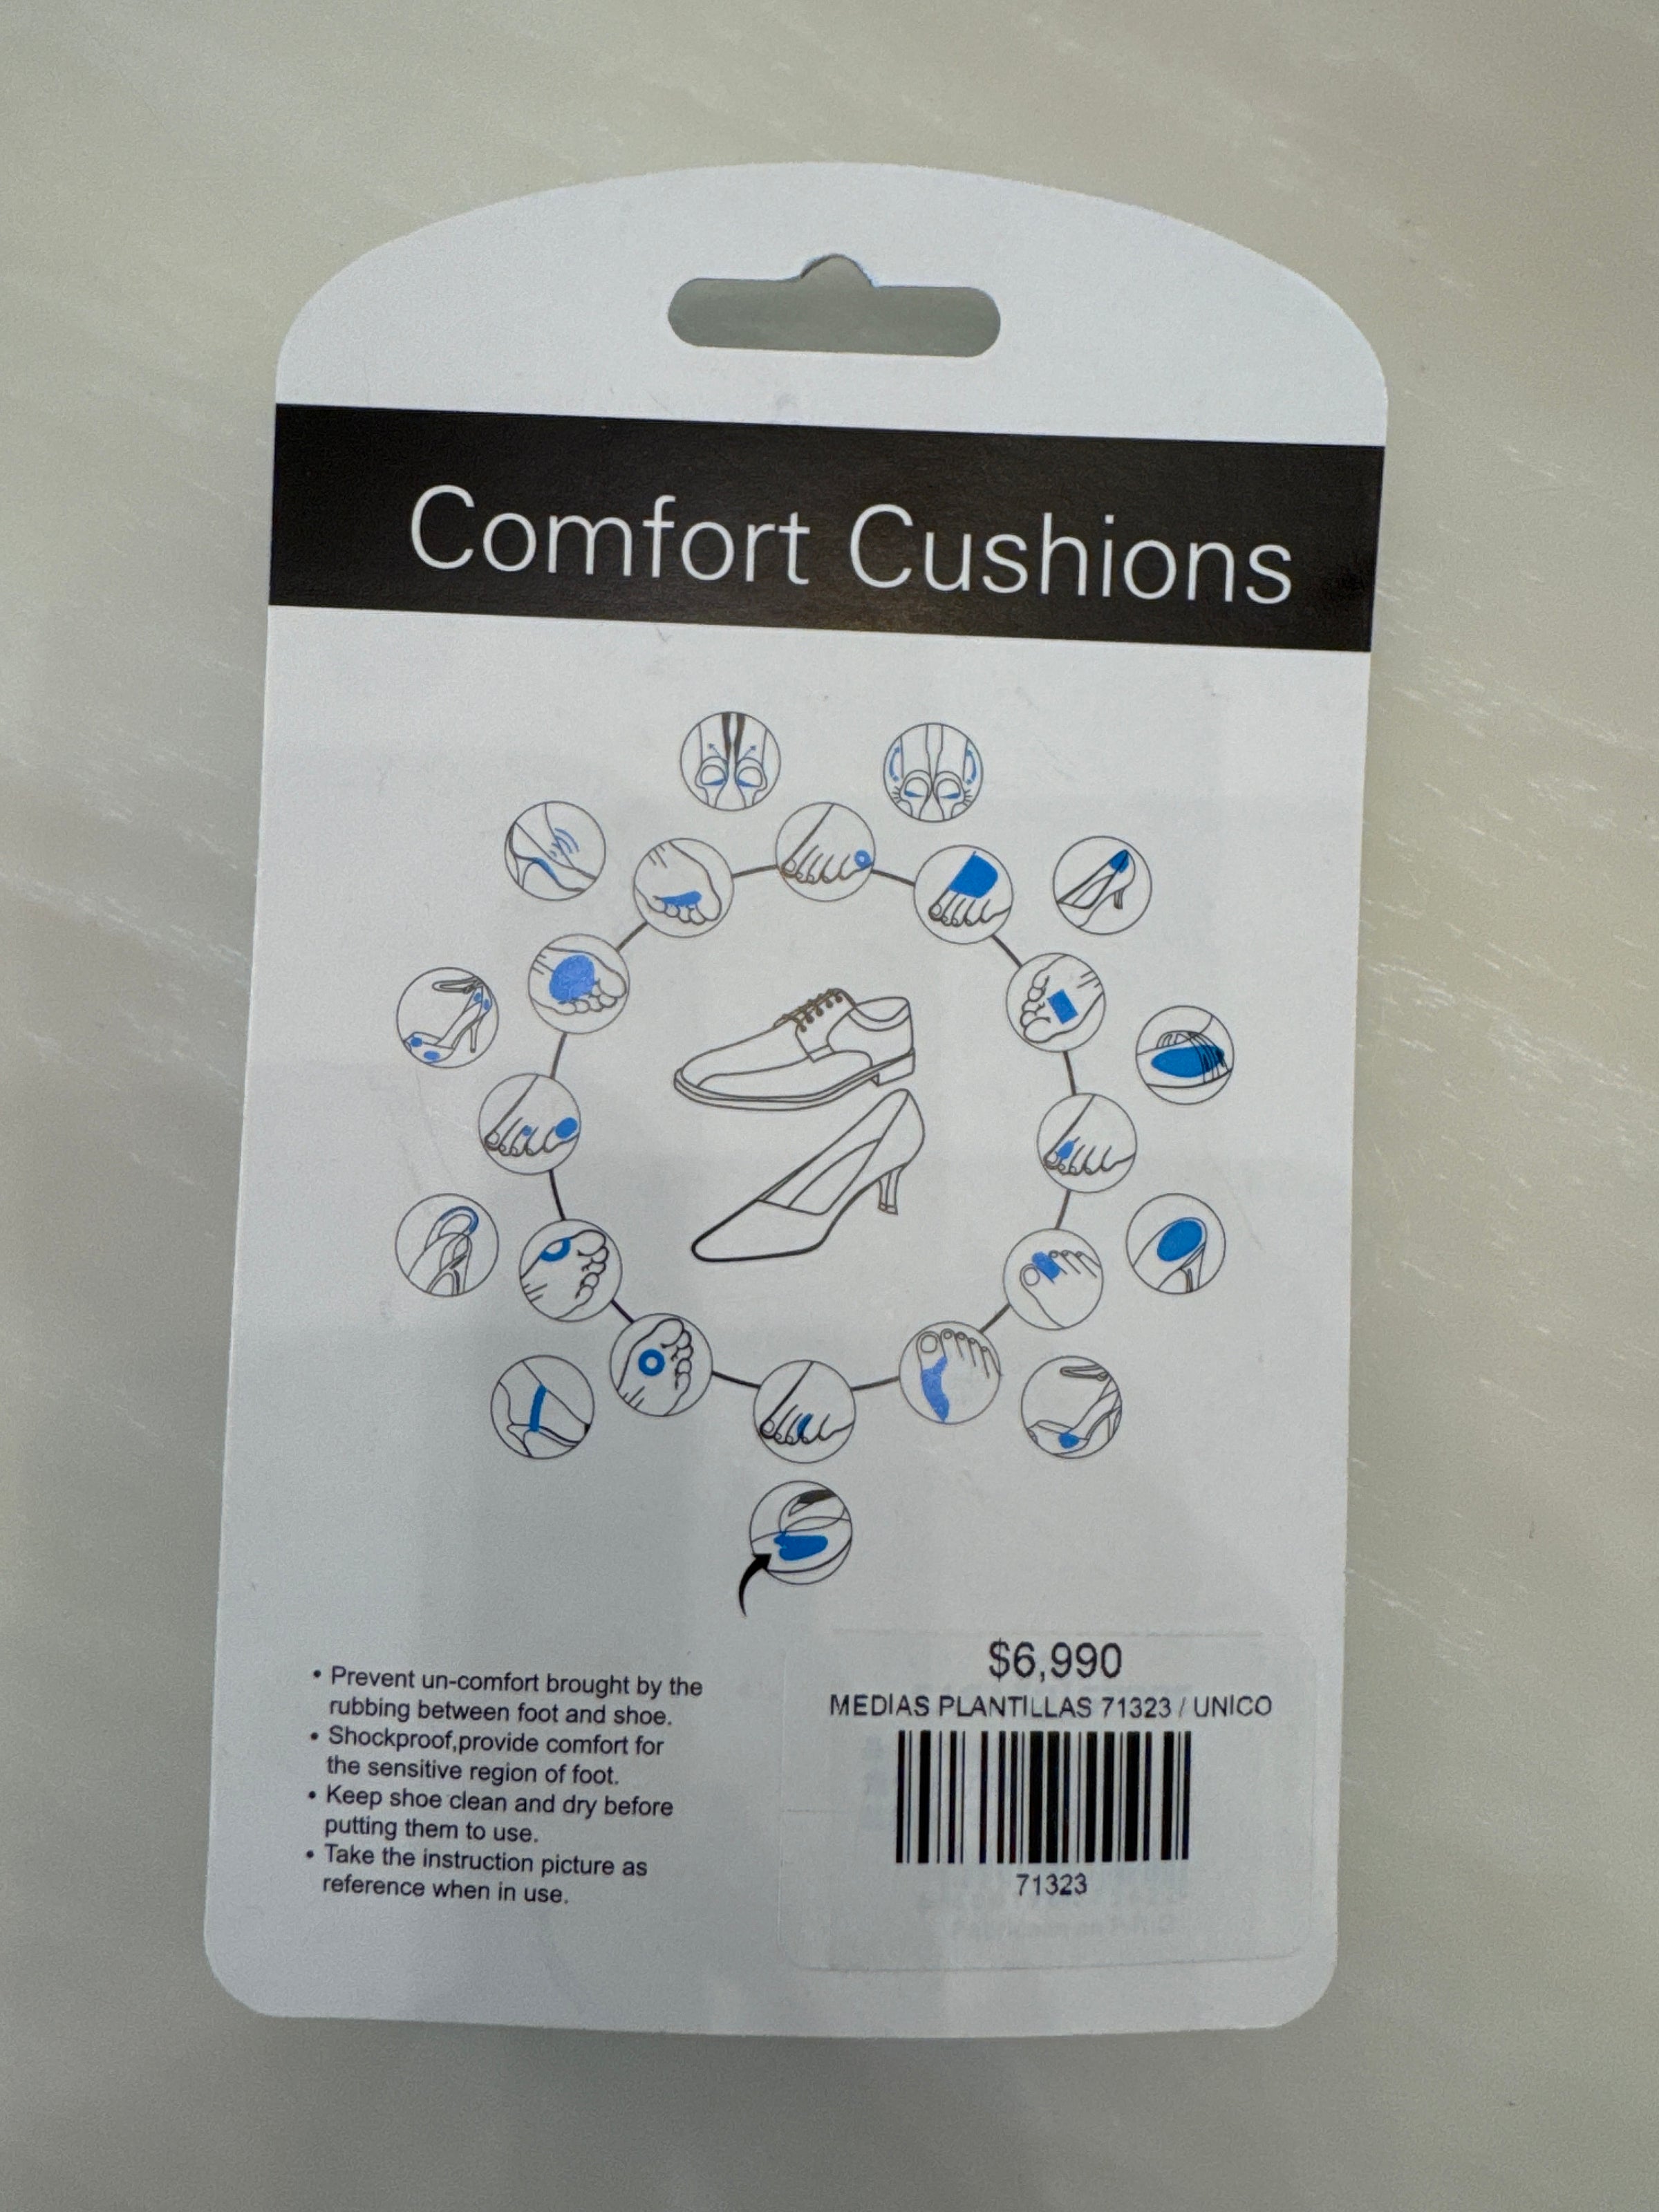 Comfort Cushions
• Prevent un-comfort brought by the
rubbing between foot and shoe.
• Shockproof,provide comfort for
the sensitive region of foot.
• Keep shoe clean and dry before
putting them to use.
• Take the instruction picture as
reference when in use.
$6,990
MEDIAS PLANTILLAS 71323 / UNICO
71323